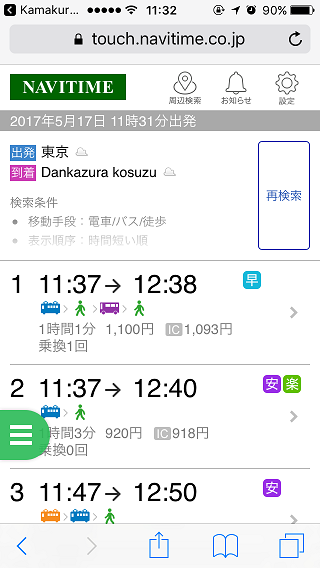 Kamakur... 11:32 90%
touch.navitime.co.jp
NAVITIME
周辺検索 お知らせ 設定
2017年5月17日 11時31分出発
出発 東京
到着 Dankazura kosuzu
再検索
検索条件
移動手段：電車/バス/徒歩
表示順序：時間短い順
1 11:37→ 12:38 早
1時間1分 1,100円 IC1,093円
乗換1回
2 11:37→ 12:40 安 楽
1時間3分 920円 IC918円
乗換0回
3 11:47→ 12:50 安